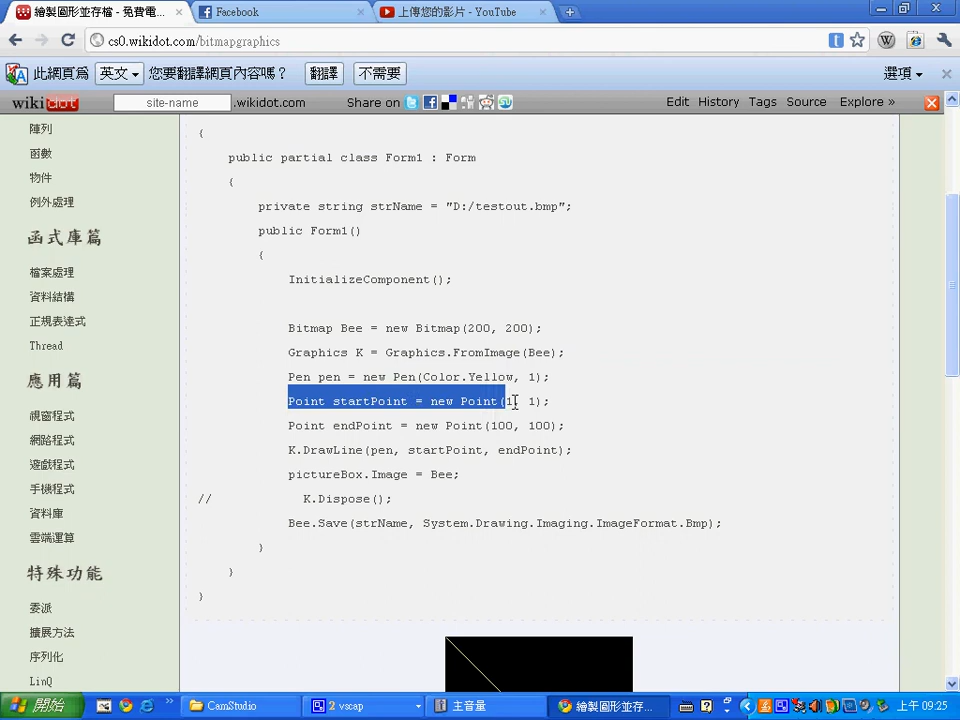 繪製圖形並存檔 - 免費電...
Facebook
上傳您的影片 - YouTube
cs0.wikidot.com/bitmapgraphics
此網頁為 英文 您要翻譯網頁內容嗎？ 翻譯 不需要 選項
wikidot site-name .wikidot.com Share on Edit History Tags Source Explore »
陣列
函數
物件
例外處理
函式庫篇
檔案處理
資料結構
正規表達式
Thread
應用篇
視窗程式
網路程式
遊戲程式
手機程式
資料庫
雲端運算
特殊功能
委派
擴展方法
序列化
LinQ
{
public partial class Form1 : Form
{
private string strName = "D:/testout.bmp";
public Form1()
{
InitializeComponent();
Bitmap Bee = new Bitmap(200, 200);
Graphics K = Graphics.FromImage(Bee);
Pen pen = new Pen(Color.Yellow, 1);
Point startPoint = new Point(1, 1);
Point endPoint = new Point(100, 100);
K.DrawLine(pen, startPoint, endPoint);
pictureBox.Image = Bee;
// K.Dispose();
Bee.Save(strName, System.Drawing.Imaging.ImageFormat.Bmp);
}
}
}
開始
CamStudio
2 vscap
主音量
繪製圖形並存...
上午 09:25